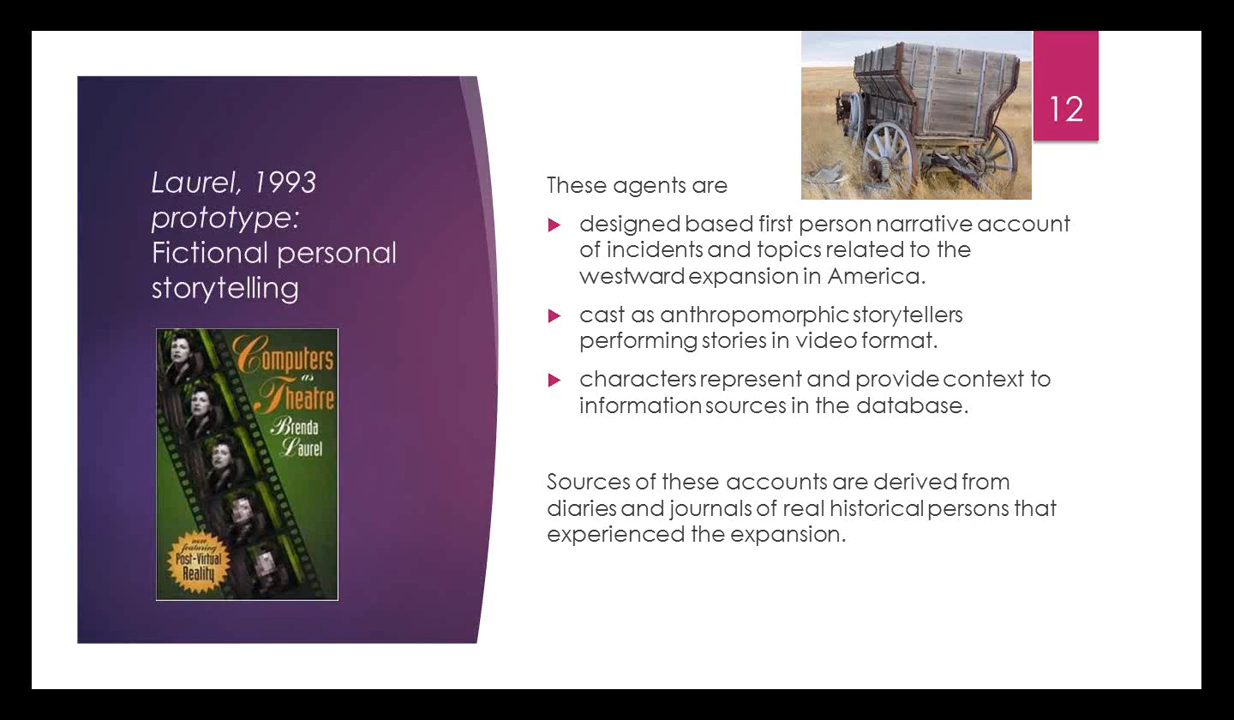 12
Laurel, 1993
prototype:
Fictional personal
storytelling
Computers
as
Theatre
Brenda
Laurel
now
featuring
Post-Virtual
Reality
These agents are
designed based first person narrative account
of incidents and topics related to the
westward expansion in America.
cast as anthropomorphic storytellers
performing stories in video format.
characters represent and provide context to
information sources in the database.
Sources of these accounts are derived from
diaries and journals of real historical persons that
experienced the expansion.